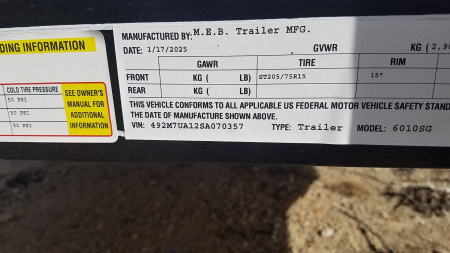 DING INFORMATION
COLD TIRE PRESSURE
50 PSI
50 PSI
50 PSI
SEE OWNER'S
MANUAL FOR
ADDITIONAL
INFORMATION
MANUFACTURED BY: M.E.B. Trailer MFG.
DATE: 1/17/2025 GVWR KG (2,9
GAWR TIRE RIM
FRONT KG ( LB) ST205/75R15 15"
REAR KG ( LB)
THIS VEHICLE CONFORMS TO ALL APPLICABLE US FEDERAL MOTOR VEHICLE SAFETY STAND
THE DATE OF MANUFACTURE SHOWN ABOVE.
VIN: 492M7UA12SA070357 TYPE: Trailer MODEL: 6010SG